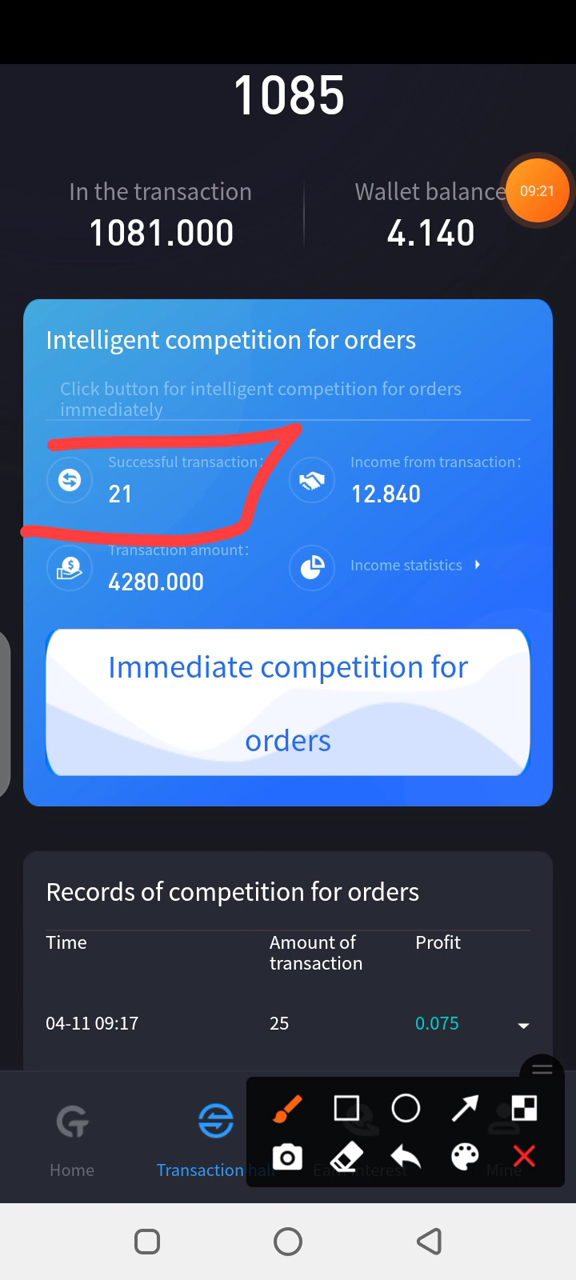 1085
In the transaction
Wallet balance
09:21
1081.000
4.140
Intelligent competition for orders
Click button for intelligent competition for orders
immediately
Successful transaction:
Income from transaction:
21
12.840
Transaction amount:
Income statistics
4280.000
Immediate competition for
orders
Records of competition for orders
Time
Amount of
transaction
Profit
04-11 09:17
25
0.075
Home
Transaction hall
Mine